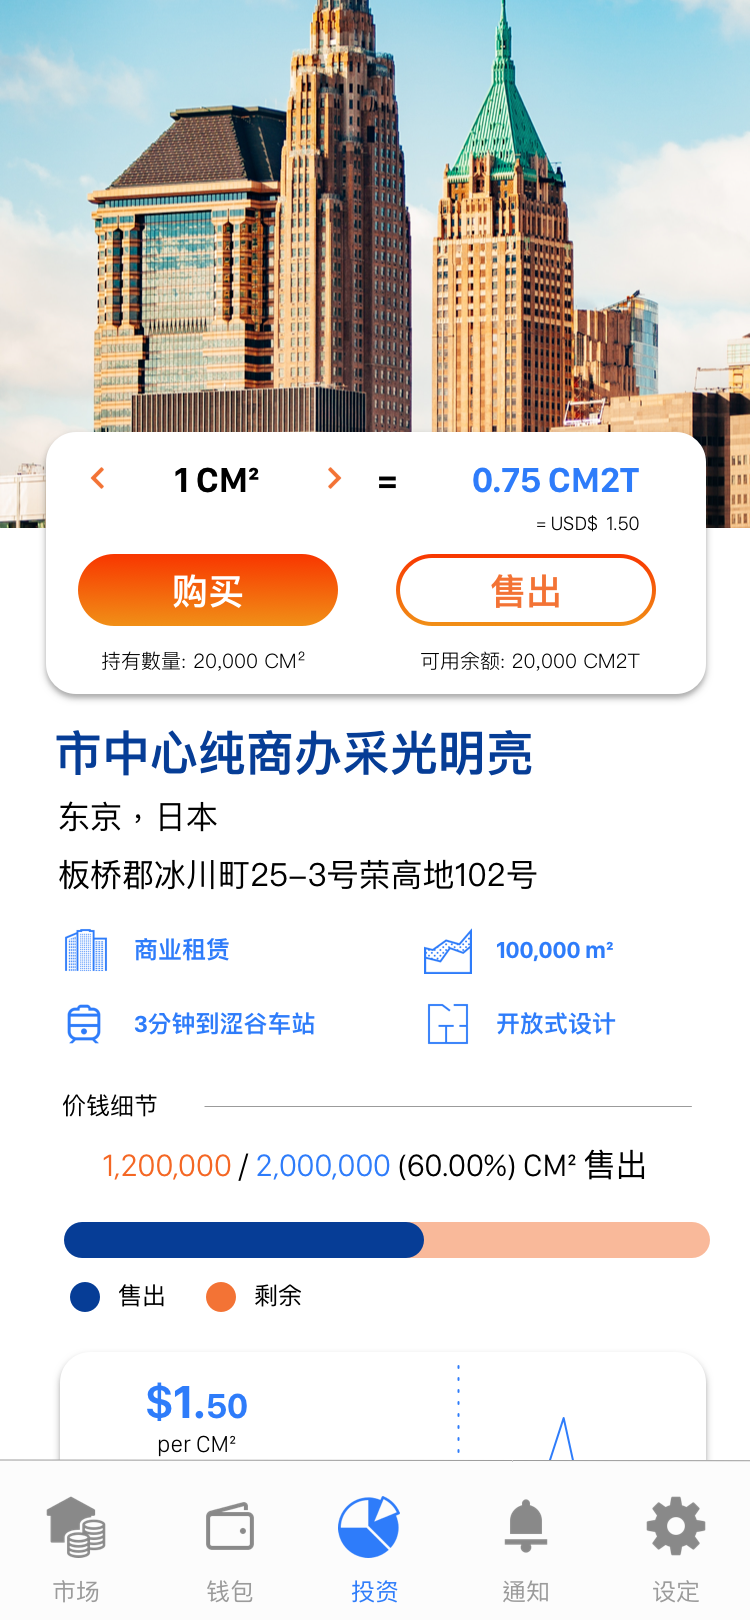 1 CM² = 0.75 CM2T
= USD$ 1.50
购买 售出
持有數量: 20,000 CM² 可用余额: 20,000 CM2T
市中心纯商办采光明亮
东京，日本
板桥郡冰川町25-3号荣高地102号
商业租赁 100,000 m²
3分钟到涩谷车站 开放式设计
价钱细节
1,200,000 / 2,000,000 (60.00%) CM² 售出
售出 剩余
$1.50
per CM²
市场 钱包 投资 通知 设定